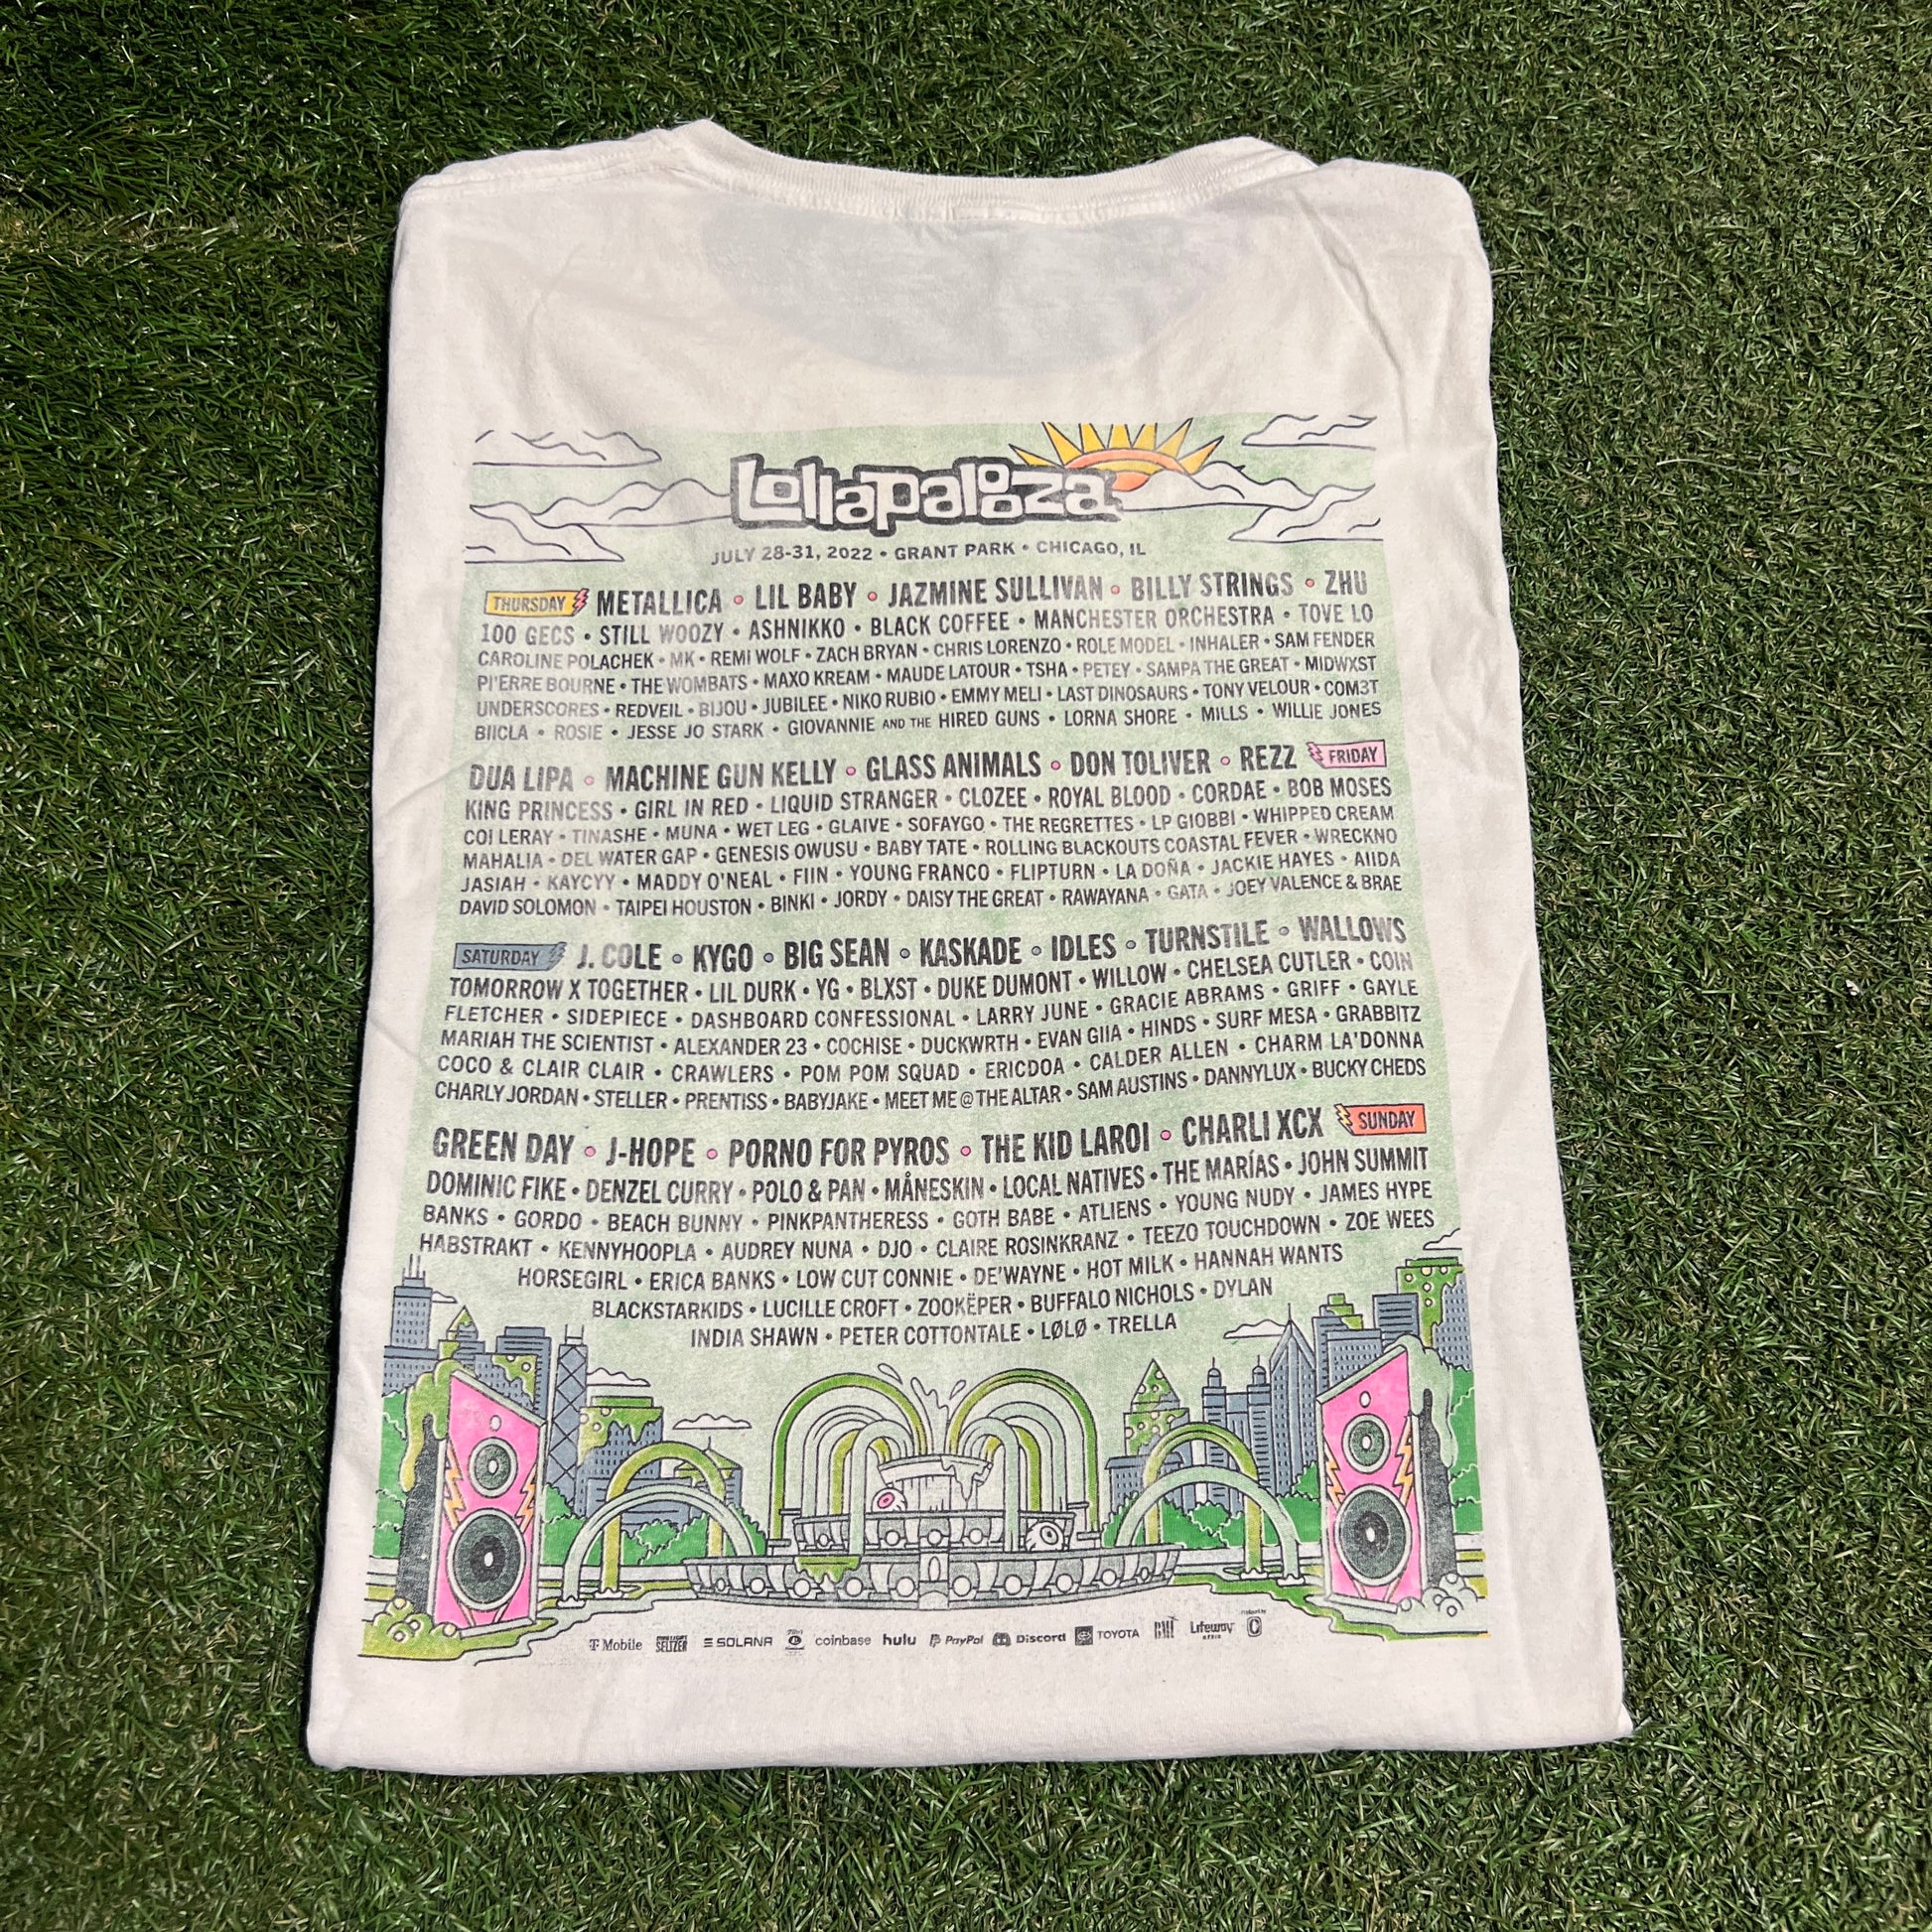 Lollapalooza
JULY 28-31, 2022 • GRANT PARK • CHICAGO, IL
THURSDAY METALLICA • LIL BABY • JAZMINE SULLIVAN • BILLY STRINGS • ZHU
100 GECS • STILL WOOZY • ASHNIKKO • BLACK COFFEE • MANCHESTER ORCHESTRA • TOVE LO
CAROLINE POLACHEK • MK • REMI WOLF • ZACH BRYAN • CHRIS LORENZO • ROLE MODEL • INHALER • SAM FENDER
PI'ERRE BOURNE • THE WOMBATS • MAXO KREAM • MAUDE LATOUR • TSHA • PETEY • SAMPA THE GREAT • MIDWXST
UNDERSCORES • REDVEIL • BIJOU • JUBILEE • NIKO RUBIO • EMMY MELI • LAST DINOSAURS • TONY VELOUR • COM3T
BIICLA • ROSIE • JESSE JO STARK • GIOVANNIE AND THE HIRED GUNS • LORNA SHORE • MILLS • WILLIE JONES
DUA LIPA • MACHINE GUN KELLY • GLASS ANIMALS • DON TOLIVER • REZZ FRIDAY
KING PRINCESS • GIRL IN RED • LIQUID STRANGER • CLOZEE • ROYAL BLOOD • CORDAE • BOB MOSES
COI LERAY • TINASHE • MUNA • WET LEG • GLAIVE • SOFAYGO • THE REGRETTES • LP GIOBBI • WHIPPED CREAM
MAHALIA • DEL WATER GAP • GENESIS OWUSU • BABY TATE • ROLLING BLACKOUTS COASTAL FEVER • WRECKNO
JASIAH • KAYCYY • MADDY O'NEAL • FIIN • YOUNG FRANCO • FLIPTURN • LA DOÑA • JACKIE HAYES • AIIDA
DAVID SOLOMON • TAIPEI HOUSTON • BINKI • JORDY • DAISY THE GREAT • RAWAYANA • GATA • JOEY VALENCE & BRAE
SATURDAY J. COLE • KYGO • BIG SEAN • KASKADE • IDLES • TURNSTILE • WALLOWS
TOMORROW X TOGETHER • LIL DURK • YG • BLXST • DUKE DUMONT • WILLOW • CHELSEA CUTLER • COIN
FLETCHER • SIDEPIECE • DASHBOARD CONFESSIONAL • LARRY JUNE • GRACIE ABRAMS • GRIFF • GAYLE
MARIAH THE SCIENTIST • ALEXANDER 23 • COCHISE • DUCKWRTH • EVAN GIIA • HINDS • SURF MESA • GRABBITZ
COCO & CLAIR CLAIR • CRAWLERS • POM POM SQUAD • ERICDOA • CALDER ALLEN • CHARM LA'DONNA
CHARLY JORDAN • STELLER • PRENTISS • BABYJAKE • MEET ME @ THE ALTAR • SAM AUSTINS • DANNYLUX • BUCKY CHEDS
GREEN DAY • J-HOPE • PORNO FOR PYROS • THE KID LAROI • CHARLI XCX SUNDAY
DOMINIC FIKE • DENZEL CURRY • POLO & PAN • MÅNESKIN • LOCAL NATIVES • THE MARÍAS • JOHN SUMMIT
BANKS • GORDO • BEACH BUNNY • PINKPANTHERESS • GOTH BABE • ATLIENS • YOUNG NUDY • JAMES HYPE
HABSTRAKT • KENNYHOOPLA • AUDREY NUNA • DJO • CLAIRE ROSINKRANZ • TEEZO TOUCHDOWN • ZOE WEES
HORSEGIRL • ERICA BANKS • LOW CUT CONNIE • DE'WAYNE • HOT MILK • HANNAH WANTS
BLACKSTARKIDS • LUCILLE CROFT • ZOOKËPER • BUFFALO NICHOLS • DYLAN
INDIA SHAWN • PETER COTTONTALE • LØLØ • TRELLA
T Mobile SELTZER SOLANA coinbase hulu PayPal Discord TOYOTA BMI Lifeway